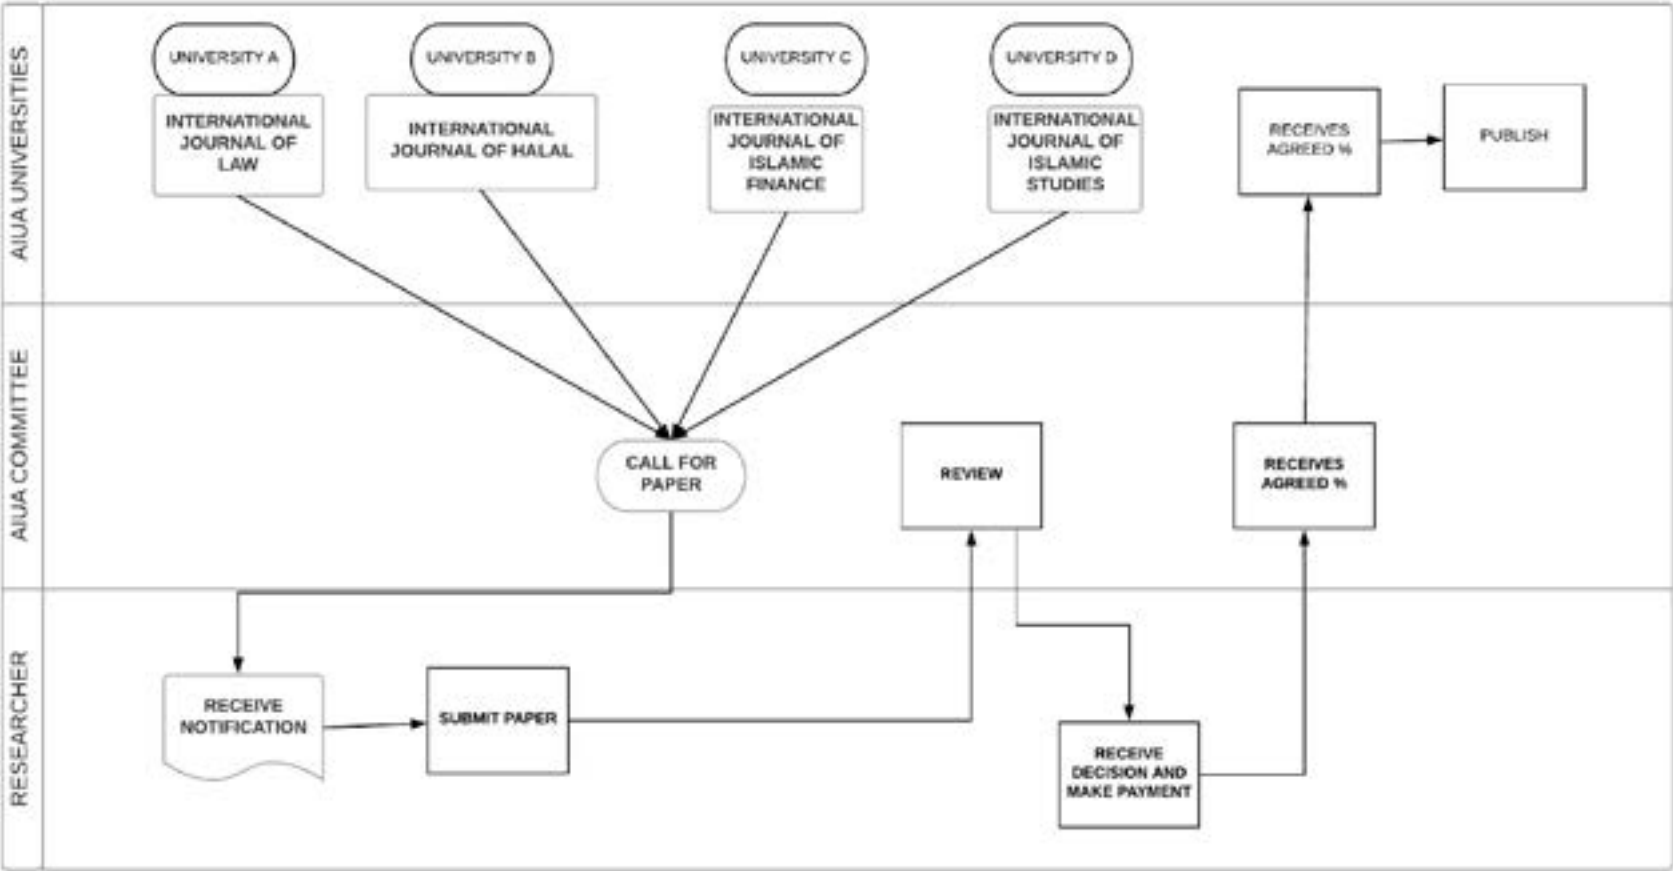 AIUA UNIVERSITIES
UNIVERSITY A
INTERNATIONAL
JOURNAL OF
LAW
UNIVERSITY B
INTERNATIONAL
JOURNAL OF HALAL
UNIVERSITY C
INTERNATIONAL
JOURNAL OF
ISLAMIC
FINANCE
UNIVERSITY D
INTERNATIONAL
JOURNAL OF
ISLAMIC
STUDIES
RECEIVES
AGREED %
PUBLISH
AIUA COMMITTEE
CALL FOR
PAPER
REVIEW
RECEIVES
AGREED %
RESEARCHER
RECEIVE
NOTIFICATION
SUBMIT PAPER
RECEIVE
DECISION AND
MAKE PAYMENT